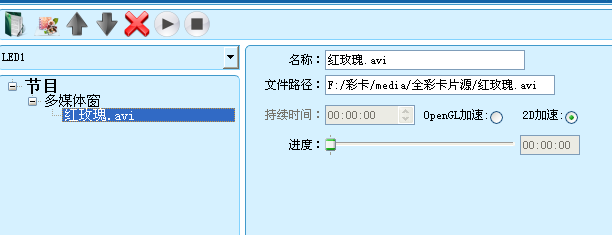 LED1
节目
多媒体窗
红玫瑰.avi
名称：红玫瑰.avi
文件路径：F:/彩卡/media/全彩卡片源/红玫瑰.avi
持续时间：00:00:00 OpenGL加速: 2D加速:
进度：00:00:00